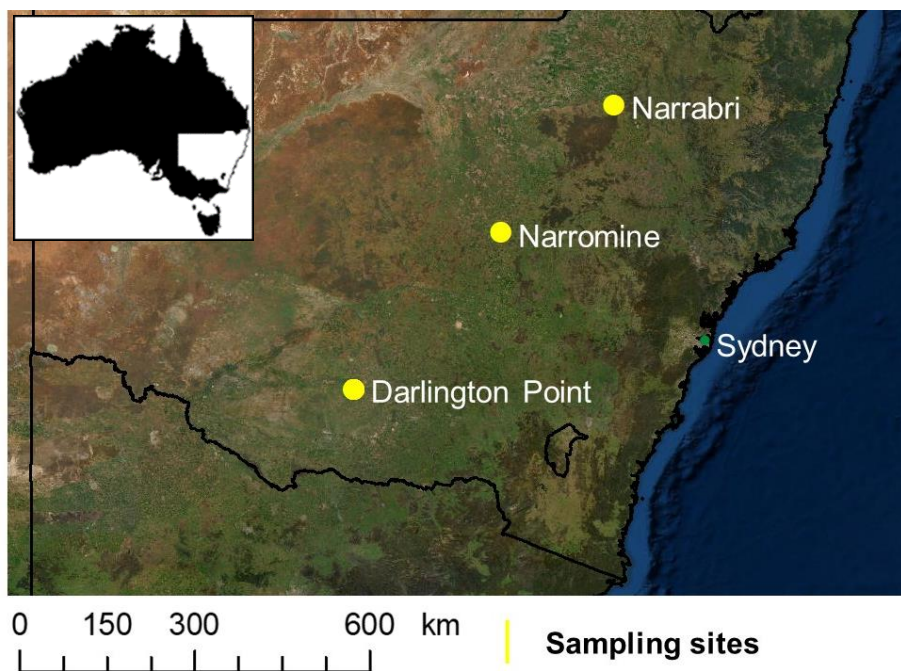 Narrabri
Narromine
Sydney
Darlington Point
0 150 300 600 km
Sampling sites